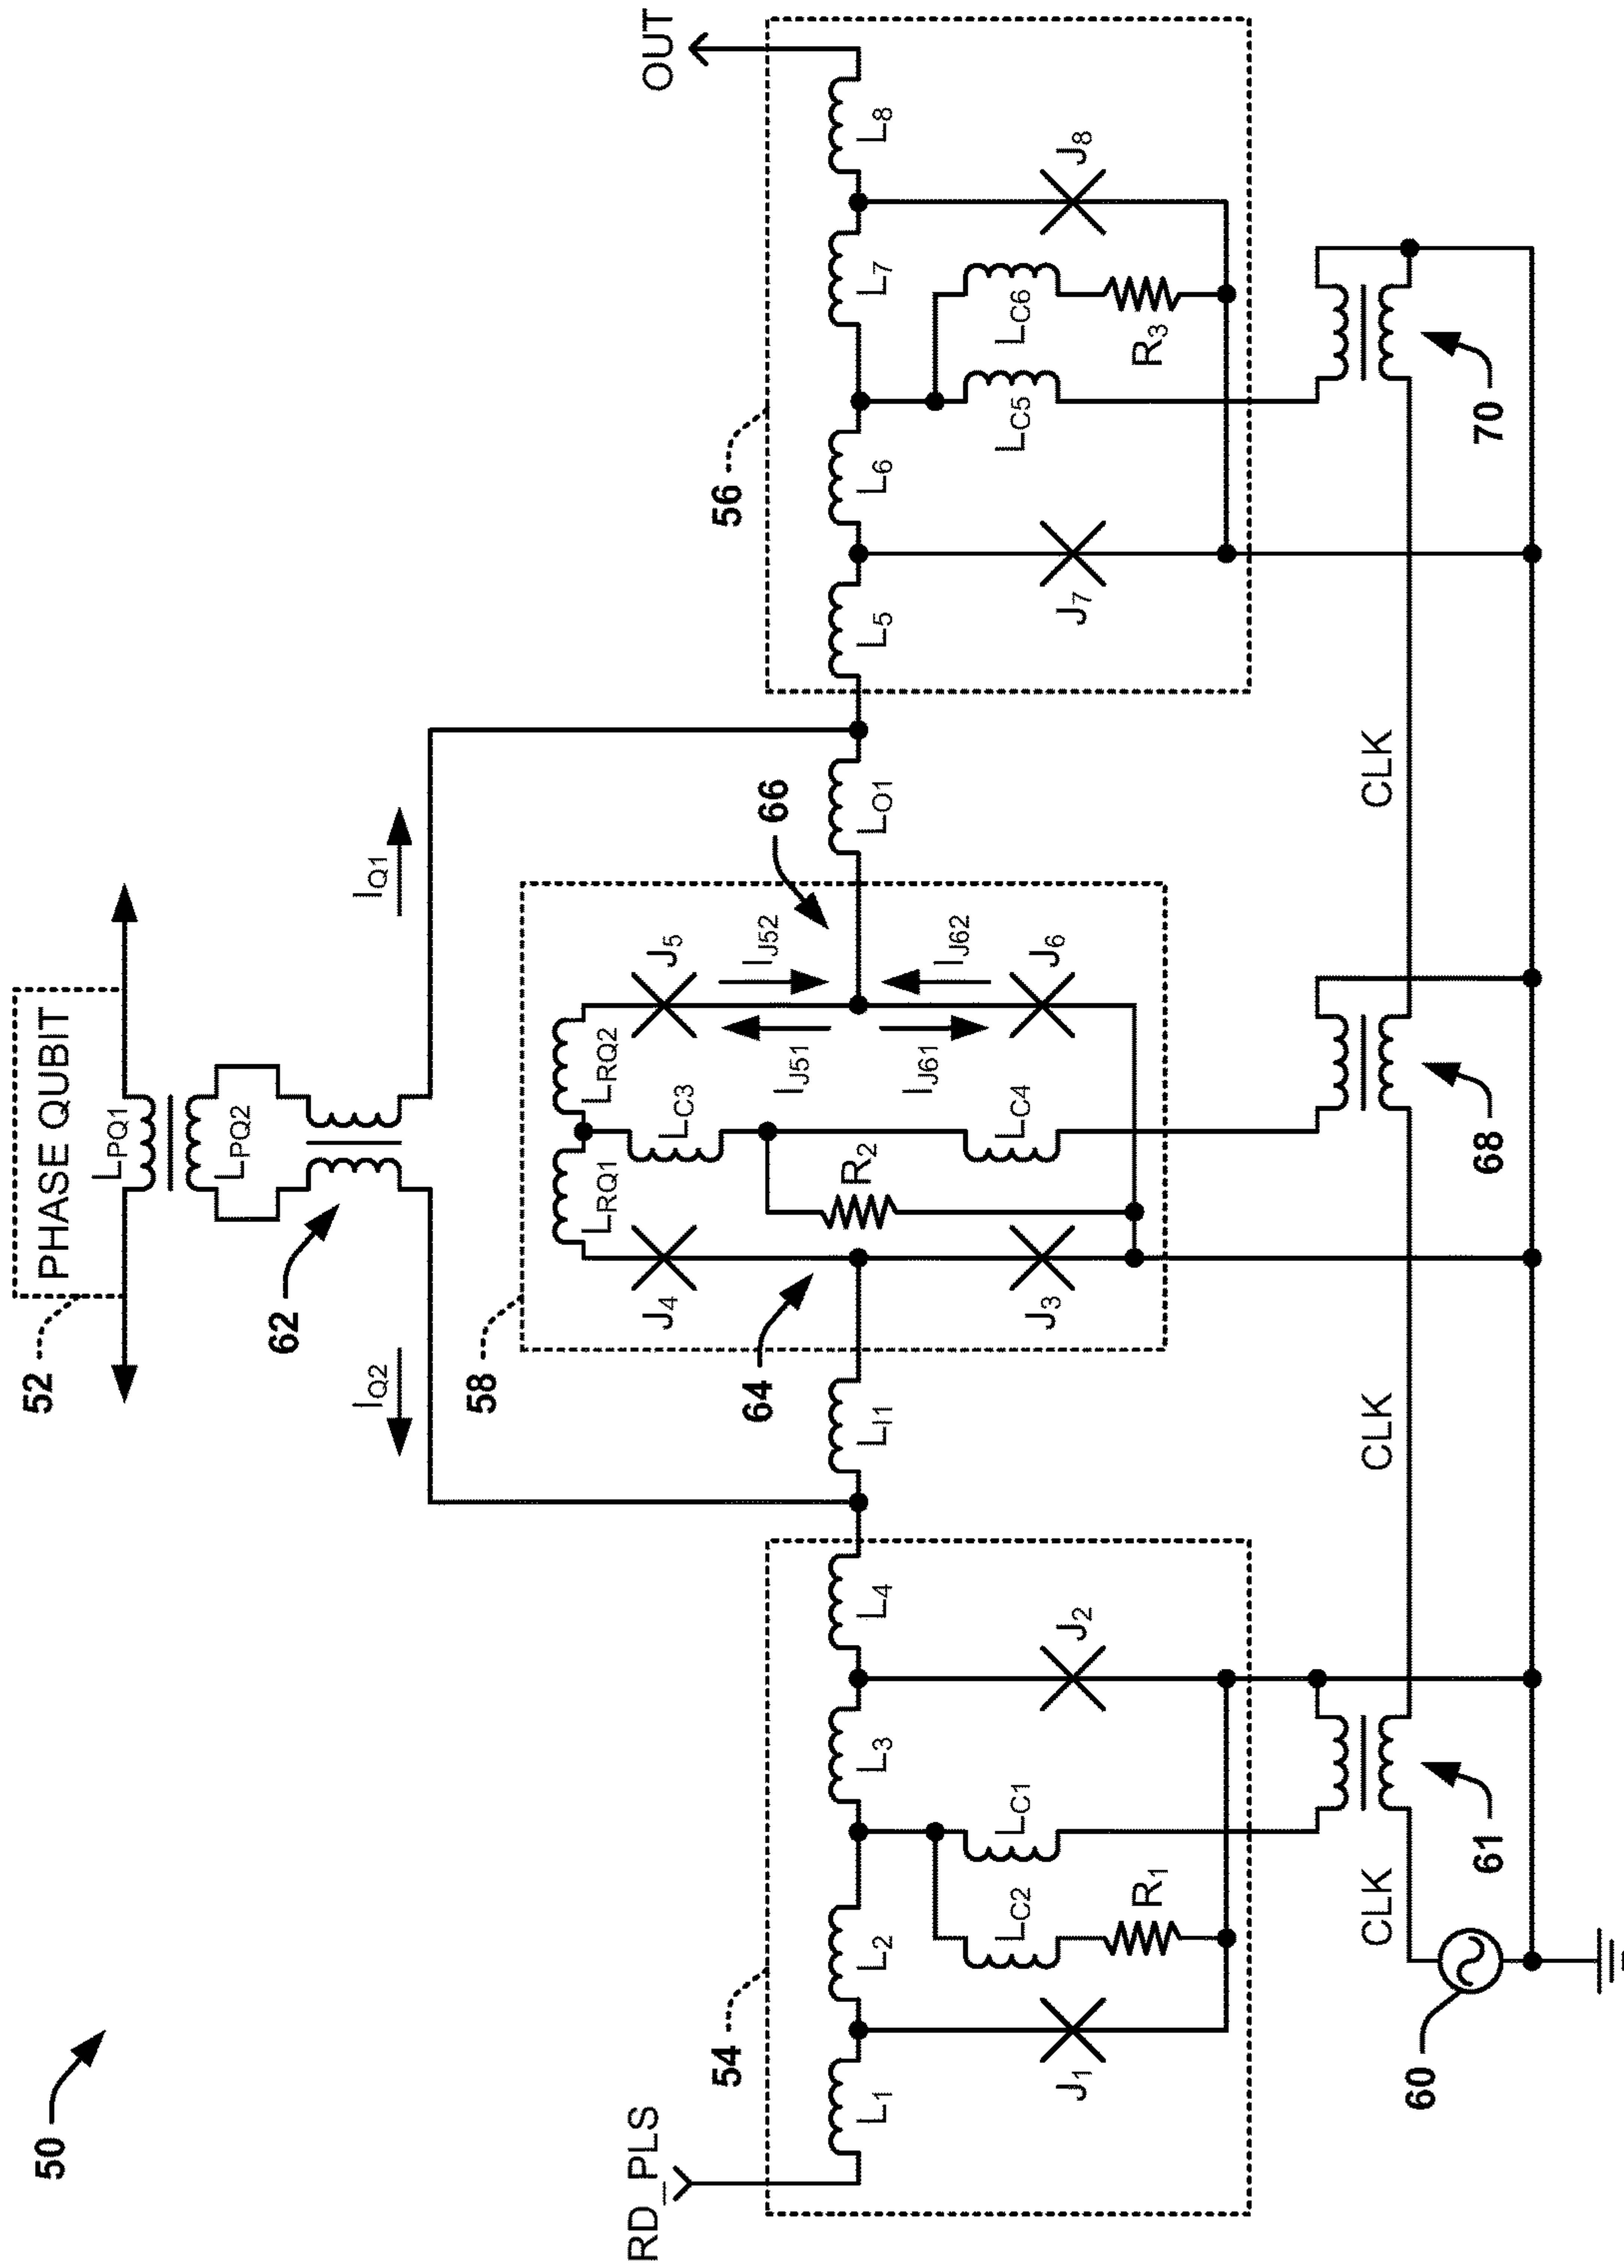 50
52
PHASE QUBIT
LPQ1
LPQ2
62
IQ2
IQ1
58
LRQ1
LRQ2
J4
J5
LC3
R2
LC4
IJ52
IJ51
IJ62
IJ61
J3
J6
64
66
RD_PLS
OUT
54
L1
L2
L3
L4
LI1
LO1
56
L5
L6
L7
L8
J1
LC2
LC1
R1
J2
J7
LC5
LC6
R3
J8
CLK
CLK
CLK
60
61
68
70